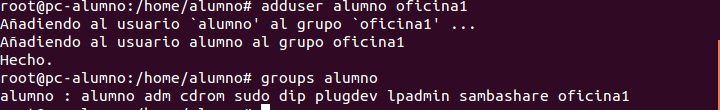 root@pc-alumno:/home/alumno# adduser alumno oficina1
Añadiendo al usuario `alumno' al grupo `oficina1' ...
Añadiendo al usuario alumno al grupo oficina1
Hecho.
root@pc-alumno:/home/alumno# groups alumno
alumno : alumno adm cdrom sudo dip plugdev lpadmin sambashare oficina1